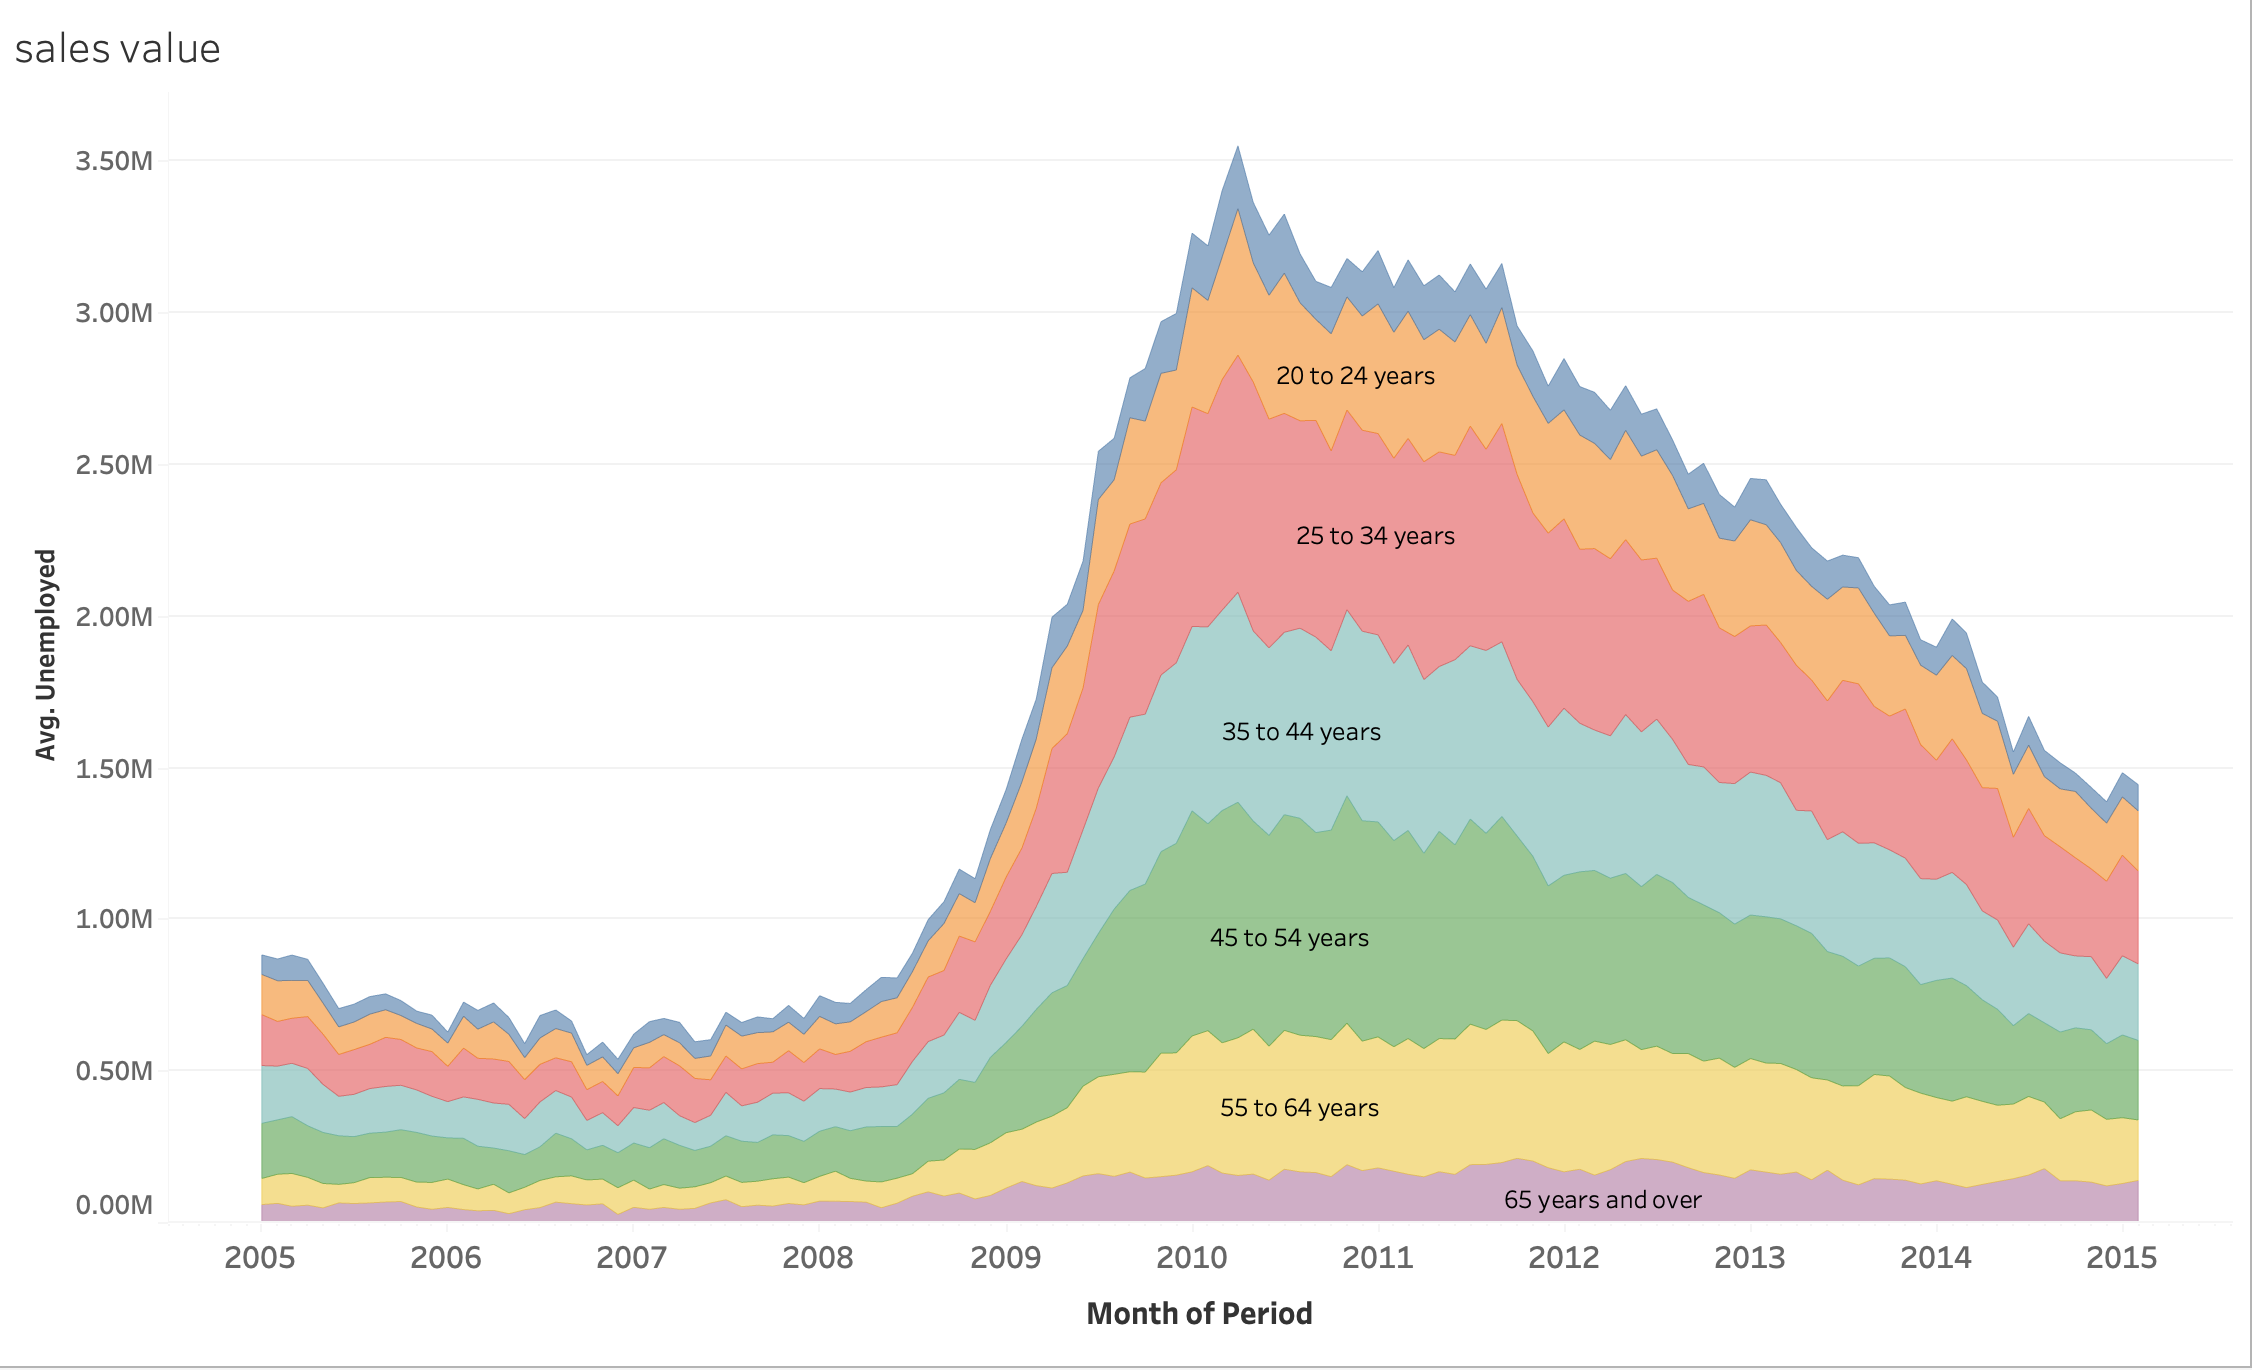 sales value
3.50M
3.00M
2.50M
2.00M
1.50M
1.00M
0.50M
0.00M
Avg. Unemployed
20 to 24 years
25 to 34 years
35 to 44 years
45 to 54 years
55 to 64 years
65 years and over
2005 2006 2007 2008 2009 2010 2011 2012 2013 2014 2015
Month of Period